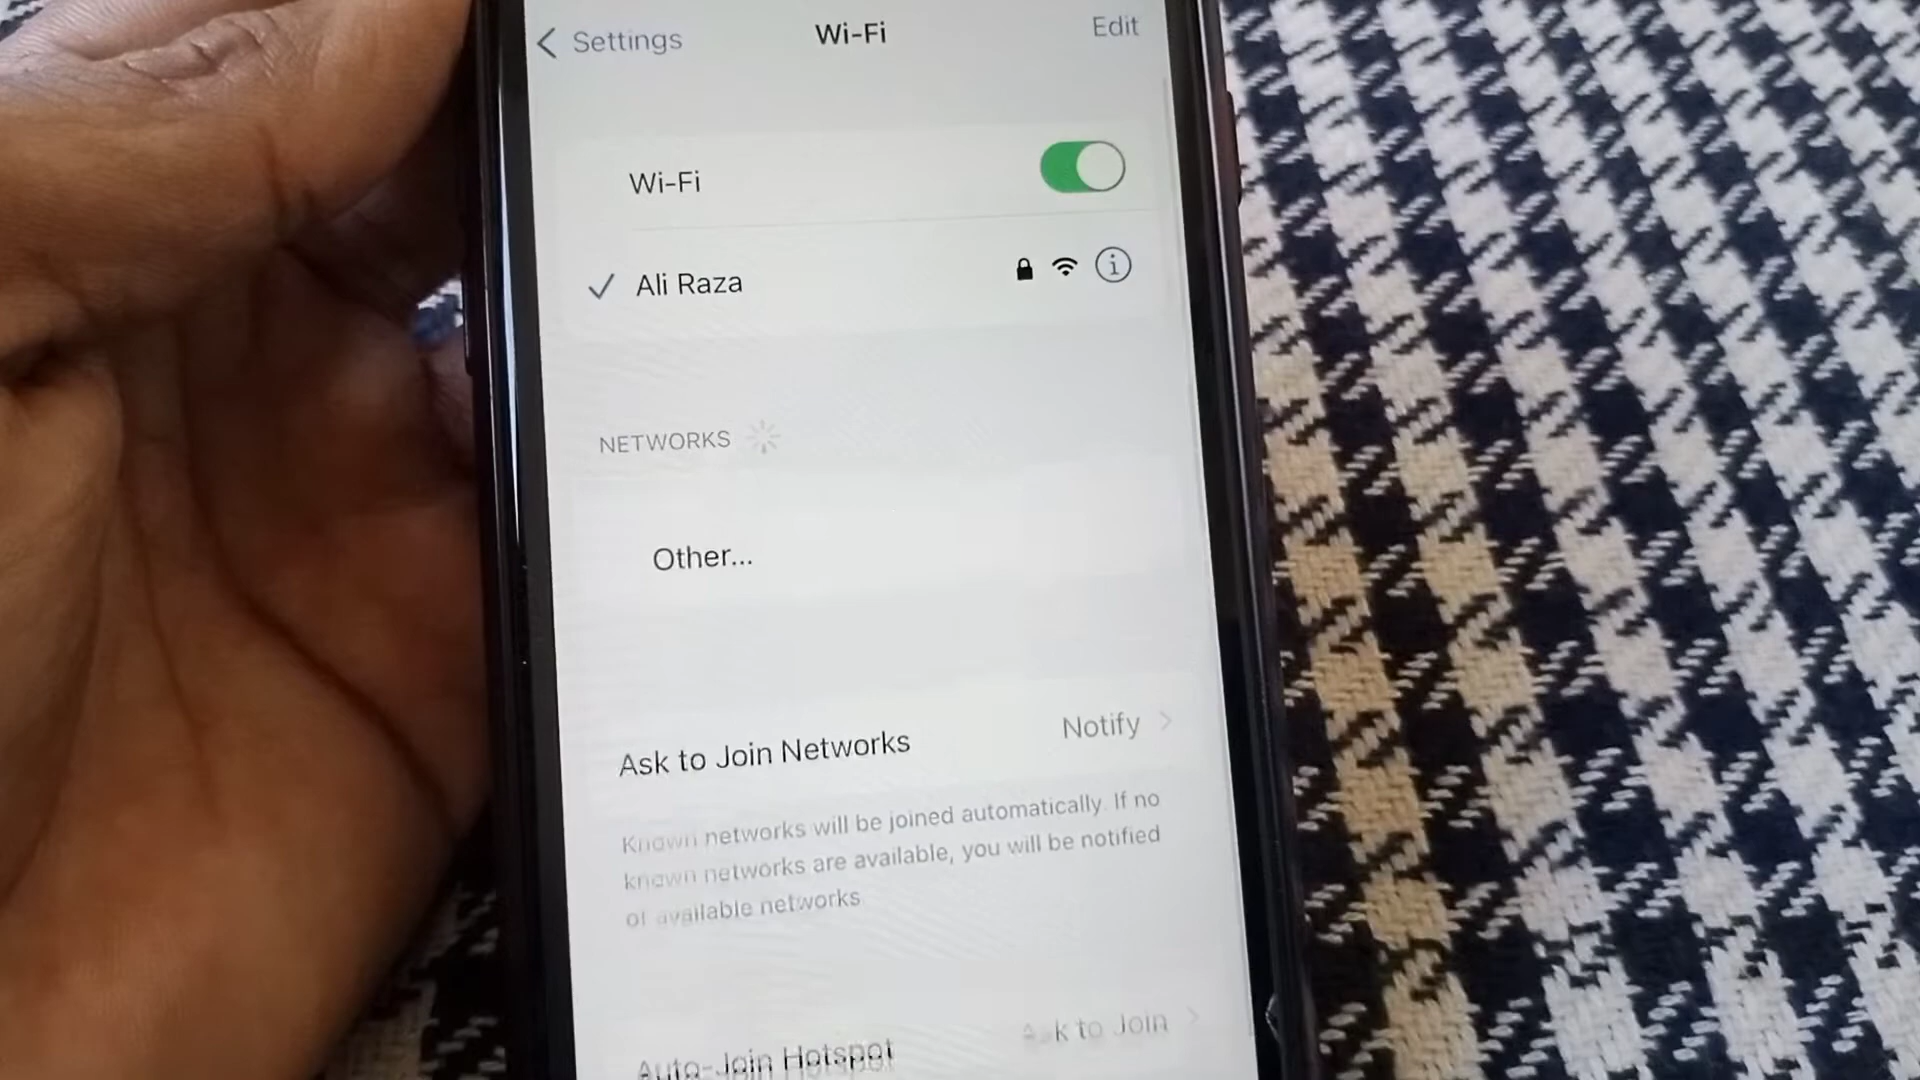 Settings
Wi-Fi
Edit
Wi-Fi
Ali Raza
NETWORKS
Other...
Ask to Join Networks
Notify
Known networks will be joined automatically. If no
known networks are available, you will be notified
of available networks
Auto-Join Hotspot
Ask to Join